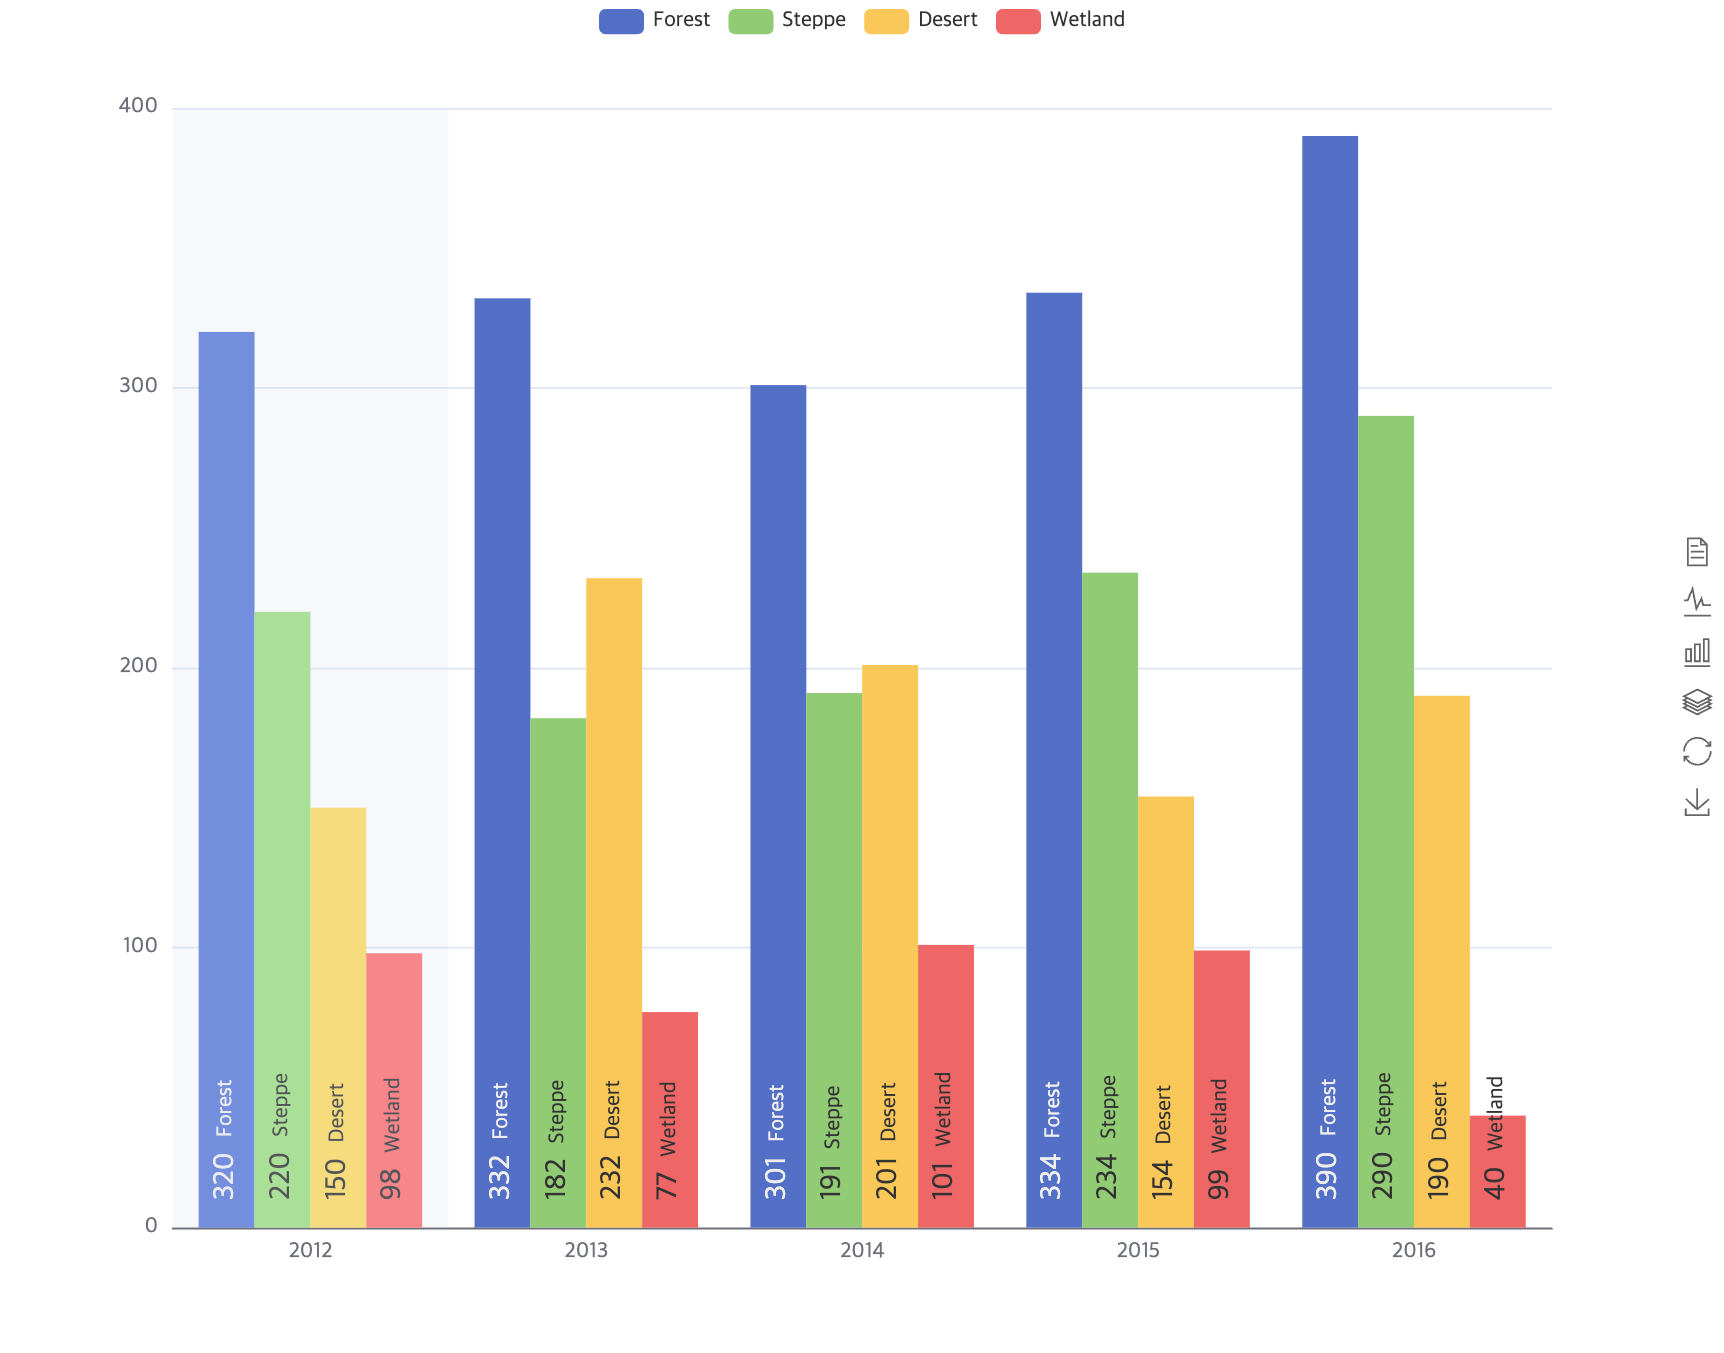 Forest Steppe Desert Wetland
400
300
200
100
0
320 Forest
220 Steppe
150 Desert
98 Wetland
332 Forest
182 Steppe
232 Desert
77 Wetland
301 Forest
191 Steppe
201 Desert
101 Wetland
334 Forest
234 Steppe
154 Desert
99 Wetland
390 Forest
290 Steppe
190 Desert
40 Wetland
2012 2013 2014 2015 2016